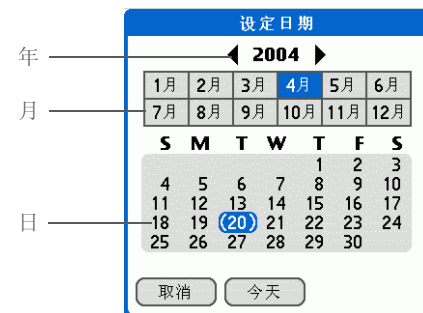 设定日期
年
2004
1月 2月 3月 4月 5月 6月
月
7月 8月 9月 10月 11月 12月
S M T W T F S
1 2 3
4 5 6 7 8 9 10
11 12 13 14 15 16 17
日
18 19 (20) 21 22 23 24
25 26 27 28 29 30
取消 今天